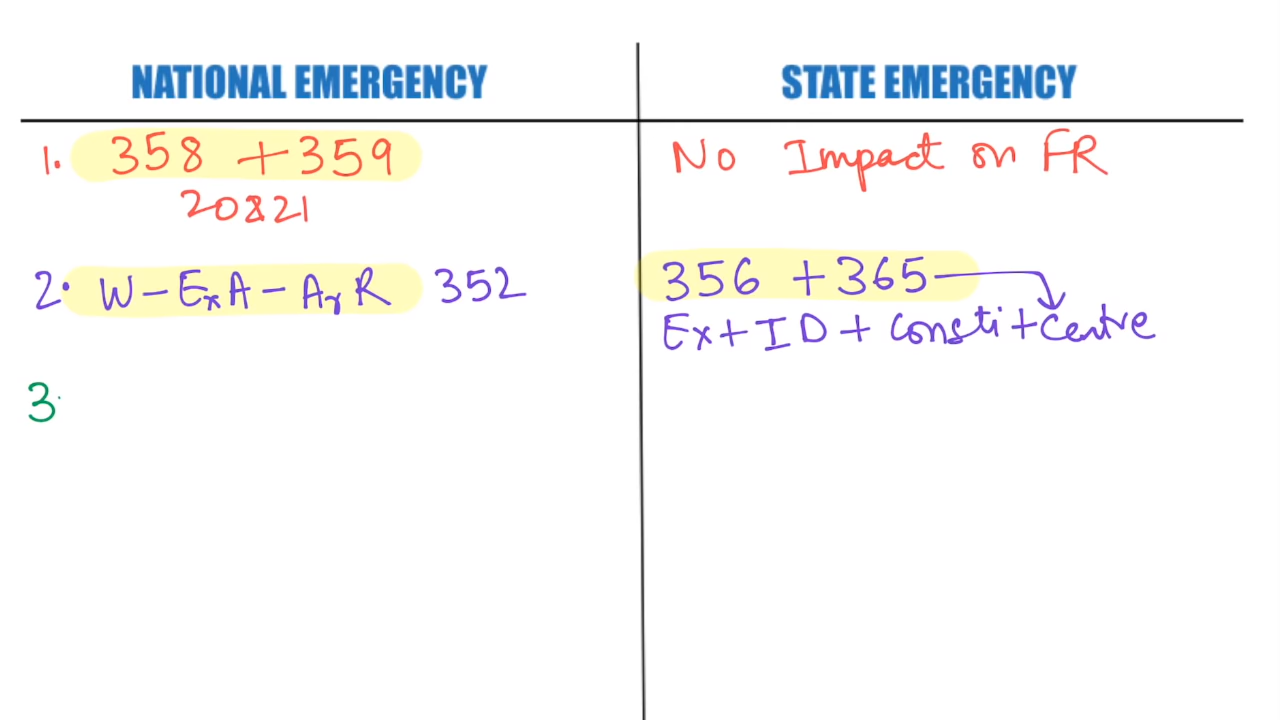 NATIONAL EMERGENCY STATE EMERGENCY
1. 358 + 359 No Impact on FR
20 & 21
2. W - ExA - ArR 352 356 + 365
Ex + ID + Consti + Centre
3.